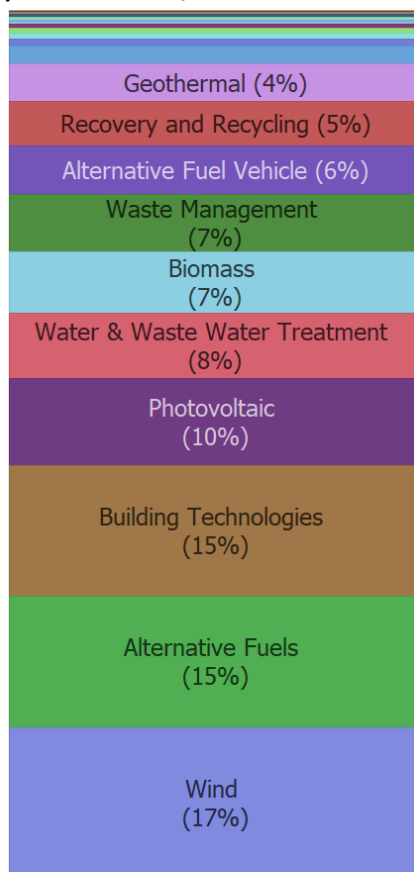 Geothermal (4%)
Recovery and Recycling (5%)
Alternative Fuel Vehicle (6%)
Waste Management
(7%)
Biomass
(7%)
Water & Waste Water Treatment
(8%)
Photovoltaic
(10%)
Building Technologies
(15%)
Alternative Fuels
(15%)
Wind
(17%)